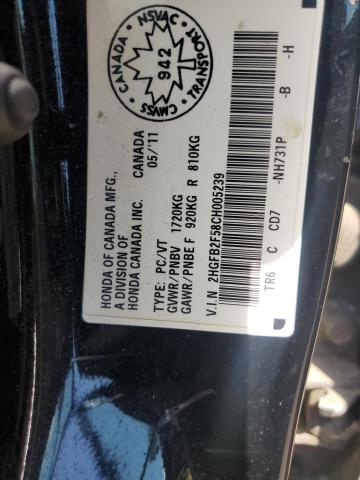 HONDA OF CANADA MFG.,
A DIVISION OF
HONDA CANADA INC. CANADA
05/'11
TYPE: PC/VT
GVWR/PNBV 1720KG
GAWR/PNBE F 920KG R 810KG
V.I.N 2HGFB2F58CH005239
TR6 C CD7 -NH731P -B -H
CANADA
NSVAC
TRANSPORT
CMVSS
942